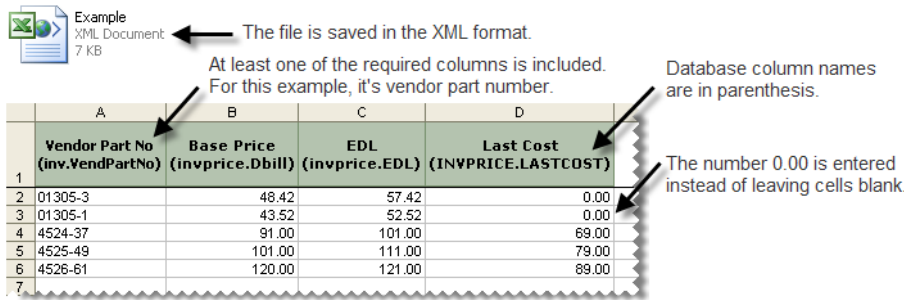 Example
XML Document
7 KB
The file is saved in the XML format.
At least one of the required columns is included.
For this example, it's vendor part number.
Database column names
are in parenthesis.
A B C D
Vendor Part No Base Price EDL Last Cost
1 (inv.VendPartNo) (invprice.Dbill) (invprice.EDL) (INVPRICE.LASTCOST)
The number 0.00 is entered
instead of leaving cells blank.
2 01305-3 48.42 57.42 0.00
3 01305-1 43.52 52.52 0.00
4 4524-37 91.00 101.00 69.00
5 4525-49 101.00 111.00 79.00
6 4526-61 120.00 121.00 89.00
7